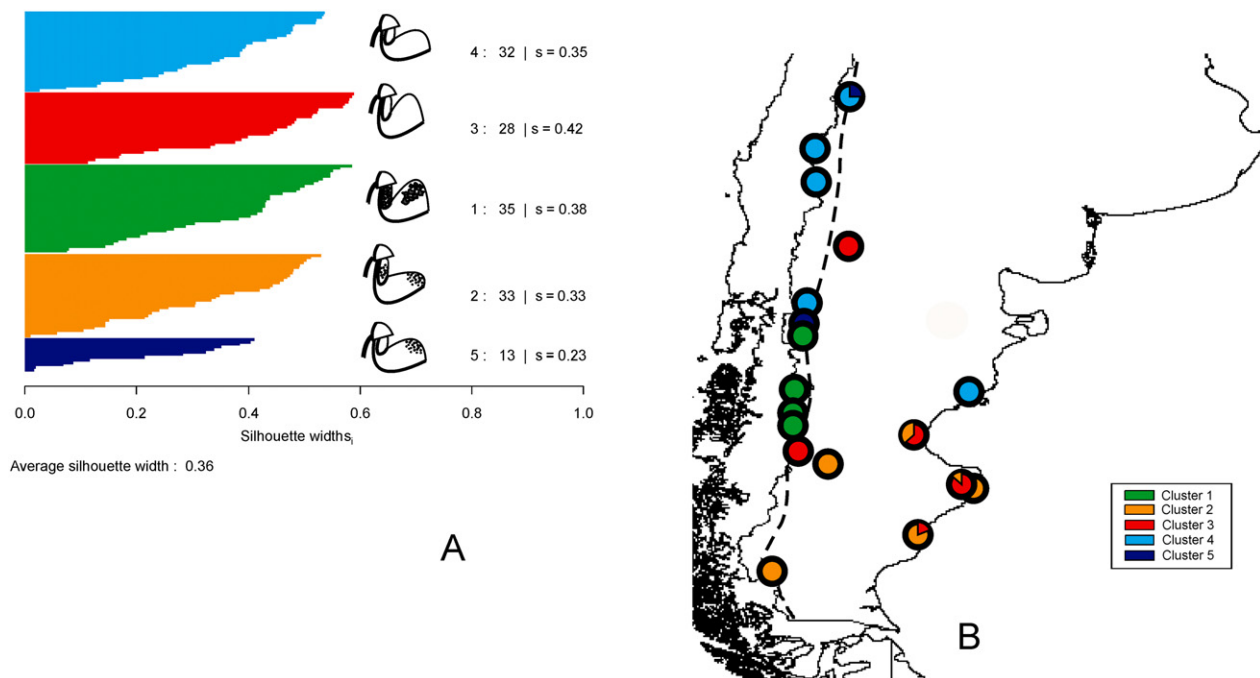 4 : 32 | s = 0.35
3 : 28 | s = 0.42
1 : 35 | s = 0.38
2 : 33 | s = 0.33
5 : 13 | s = 0.23
0.0 0.2 0.4 0.6 0.8 1.0
Silhouette widthsi
Average silhouette width : 0.36
A
Cluster 1
Cluster 2
Cluster 3
Cluster 4
Cluster 5
B